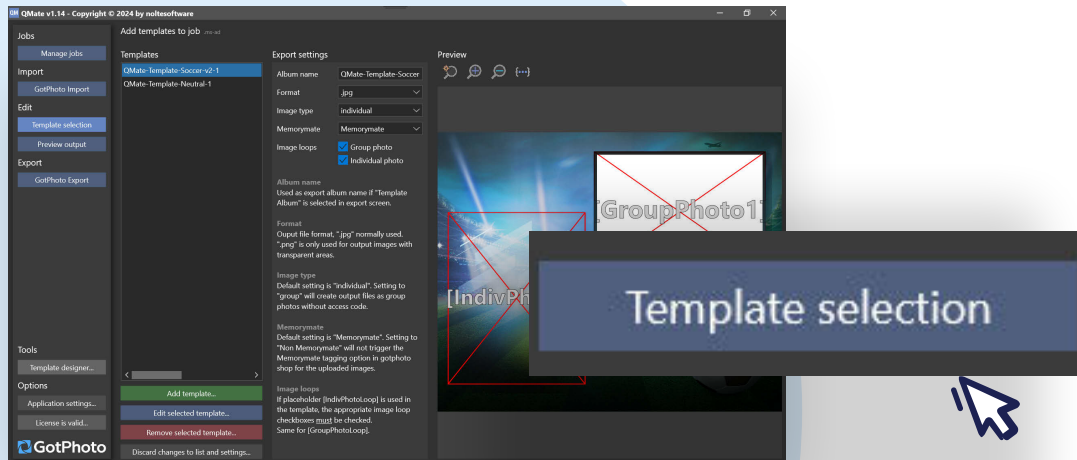 QM QMate v1.14 - Copyright © 2024 by noltesoftware
Jobs
Manage jobs
Import
GotPhoto Import
Edit
Template selection
Preview output
Export
GotPhoto Export
Tools
Template designer...
Options
Application settings...
License is valid...
GotPhoto
Add templates to job .ms-ad
Templates
QMate-Template-Soccer-v2-1
QMate-Template-Neutral-1
Add template...
Edit selected template...
Remove selected template...
Discard changes to list and settings...
Export settings
Album name QMate-Template-Soccer
Format .jpg
Image type individual
Memorymate Memorymate
Image loops Group photo
Individual photo
Album name
Used as export album name if "Template
Album" is selected in export screen.
Format
Ouput file format, ".jpg" normally used.
".png" is only used for output images with
transparent areas.
Image type
Default setting is "individual". Setting to
"group" will create output files as group
photos without access code.
Memorymate
Default setting is "Memorymate". Setting to
"Non Memorymate" will not trigger the
Memorymate tagging option in gotphoto
shop for the uploaded images.
Image loops
If placeholder [IndivPhotoLoop] is used in
the template, the appropriate image loop
checkboxes must be checked.
Same for [GroupPhotoLoop].
Preview
[GroupPhoto1]
[IndivPh
Template selection